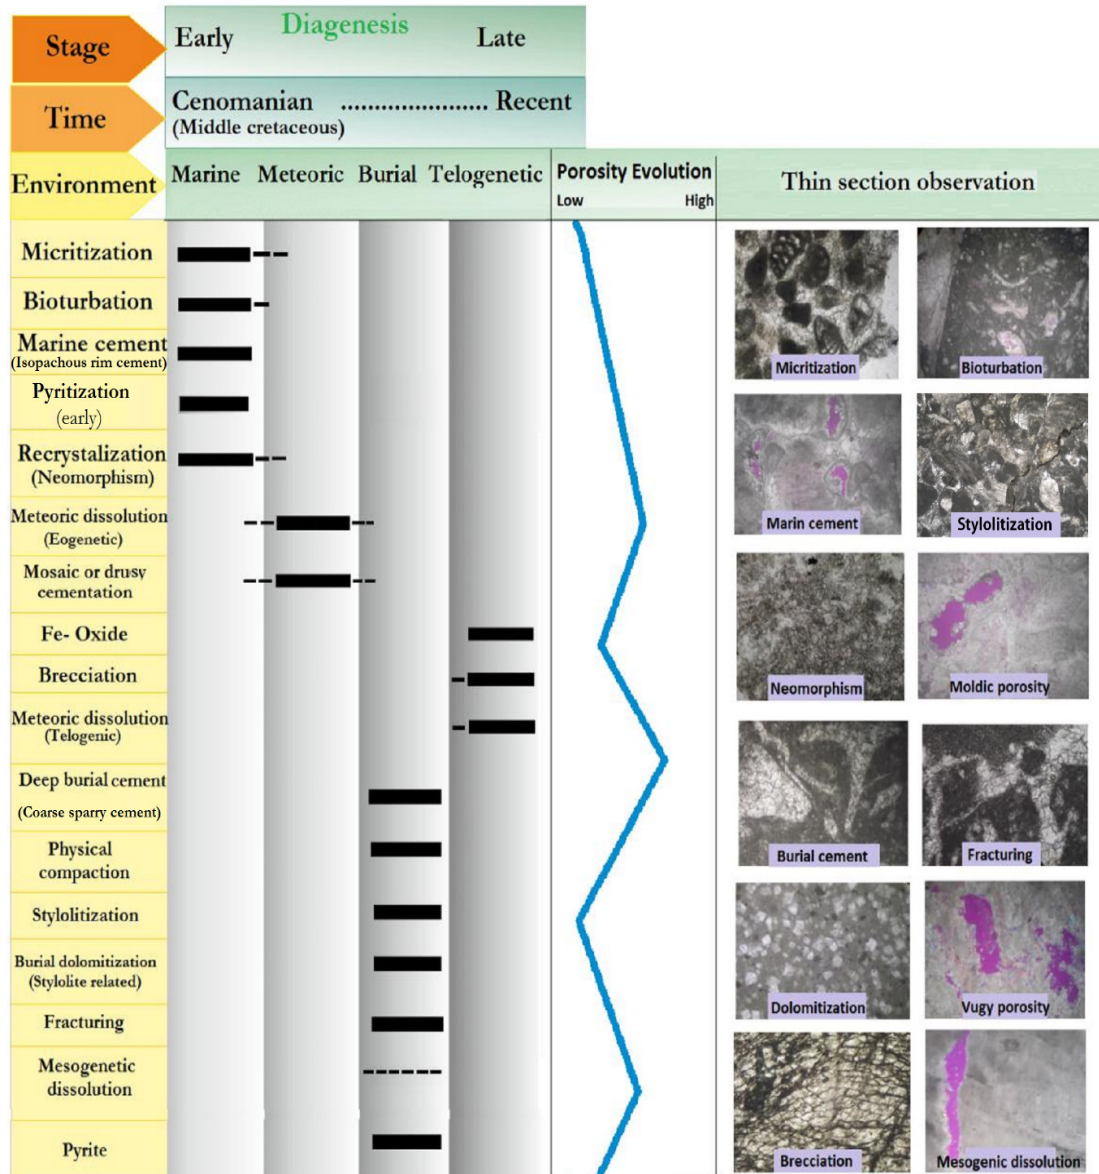 Stage
Early
Diagenesis
Late
Time
Cenomanian ...................... Recent
(Middle cretaceous)
Environment
Marine
Meteoric
Burial
Telogenetic
Porosity Evolution
Low
High
Thin section observation
Micritization
Bioturbation
Marine cement
(Isopachous rim cement)
Pyritization
(early)
Recrystalization
(Neomorphism)
Meteoric dissolution
(Eogenetic)
Mosaic or drusy
cementation
Fe- Oxide
Brecciation
Meteoric dissolution
(Telogenic)
Deep burial cement
(Coarse sparry cement)
Physical
compaction
Stylolitization
Burial dolomitization
(Stylolite related)
Fracturing
Mesogenetic
dissolution
Pyrite
Micritization
Bioturbation
Marin cement
Stylolitization
Neomorphism
Moldic porosity
Burial cement
Fracturing
Dolomitization
Vugy porosity
Brecciation
Mesogenic dissolution